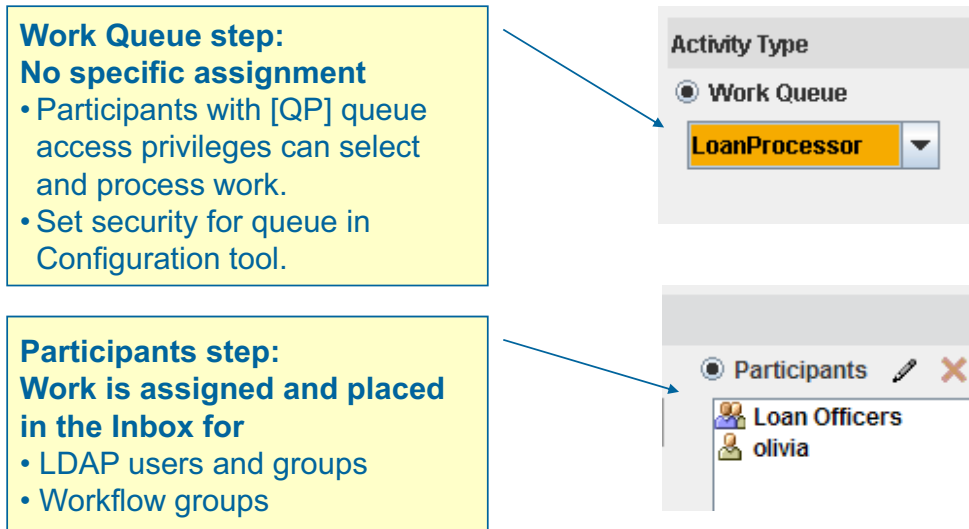 Work Queue step:
No specific assignment
• Participants with [QP] queue
access privileges can select
and process work.
• Set security for queue in
Configuration tool.
Activity Type
Work Queue
LoanProcessor
Participants step:
Work is assigned and placed
in the Inbox for
• LDAP users and groups
• Workflow groups
Participants
Loan Officers
olivia